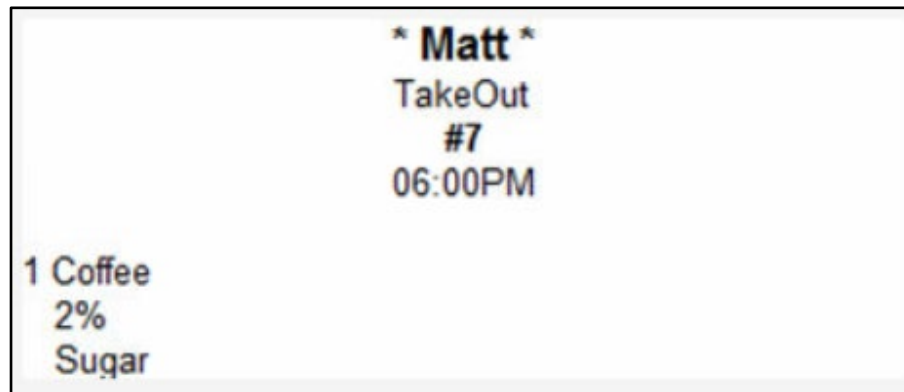 * Matt *
TakeOut
#7
06:00PM
1 Coffee
2%
Sugar